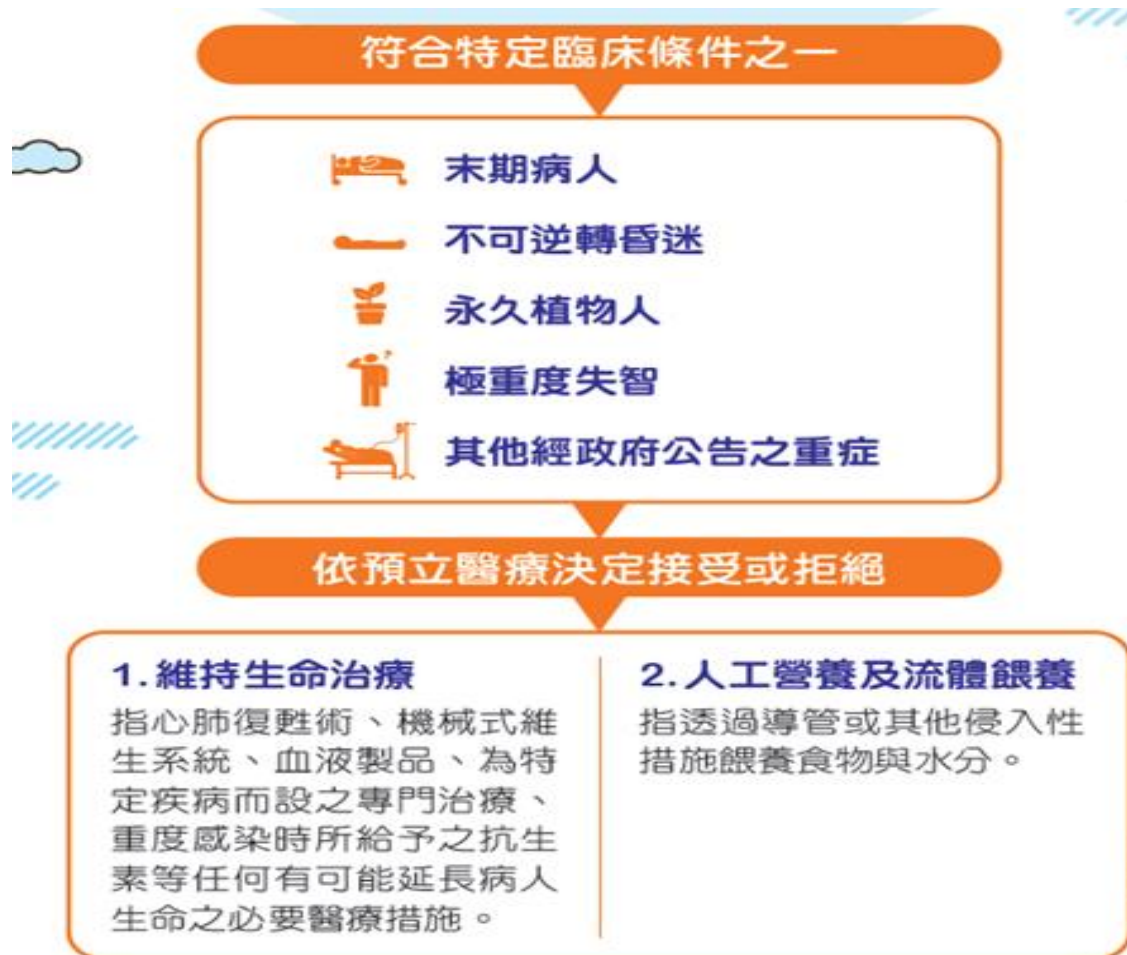 符合特定臨床條件之一
末期病人
不可逆轉昏迷
永久植物人
極重度失智
其他經政府公告之重症
依預立醫療決定接受或拒絕
1.維持生命治療
指心肺復甦術、機械式維
生系統、血液製品、為特
定疾病而設之專門治療、
重度感染時所給予之抗生
素等任何有可能延長病人
生命之必要醫療措施。
2.人工營養及流體餵養
指透過導管或其他侵入性
措施餵養食物與水分。